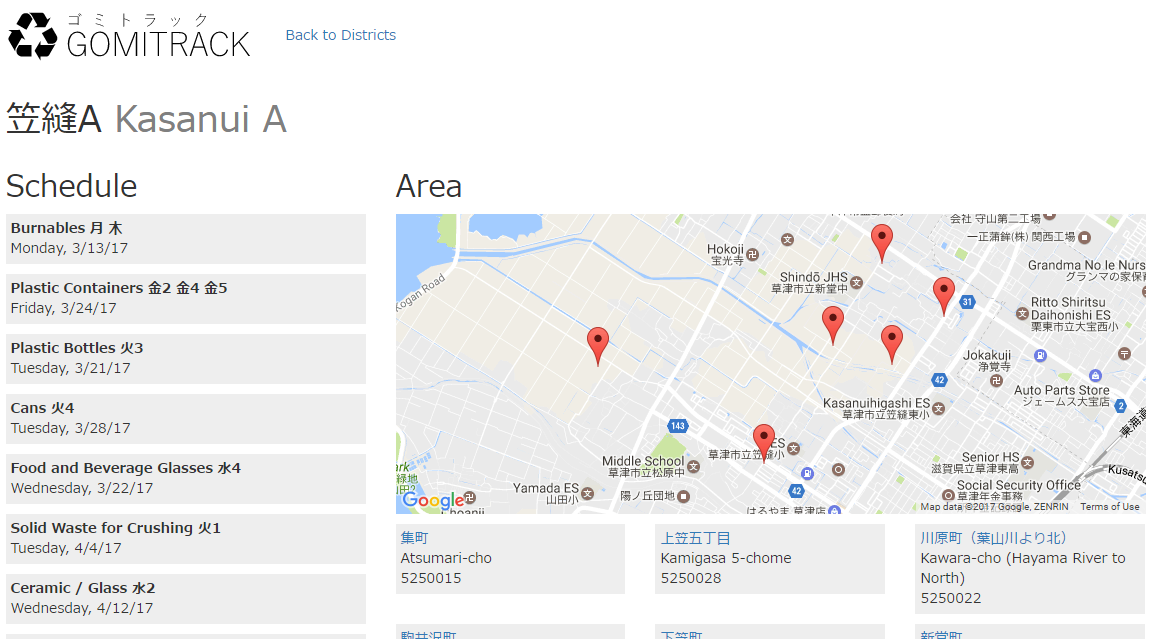 ゴミトラック
GOMITRACK
Back to Districts
笠縫A Kasanui A
Schedule
Burnables 月 木
Monday, 3/13/17
Plastic Containers 金2 金4 金5
Friday, 3/24/17
Plastic Bottles 火3
Tuesday, 3/21/17
Cans 火4
Tuesday, 3/28/17
Food and Beverage Glasses 水4
Wednesday, 3/22/17
Solid Waste for Crushing 火1
Tuesday, 4/4/17
Ceramic / Glass 水2
Wednesday, 4/12/17
Area
会社 守山第二工場
一正蒲鉾(株) 関西工場
Hokoji
宝光寺
Shindō JHS
草津市立新堂中
Grandma No Ie Nurs
グランマの家保育
Kogan Road
31
Ritto Shiritsu
Daihonishi ES
栗東市立大宝西小
Jokakuji
浄覚寺
42
Auto Parts Store
ジェームス大宝店
2
Kasanuihigashi ES
草津市立笠縫東小
東海道
143
ES
草津市立笠縫小
Middle School
草津市立松原中
Senior HS
滋賀県立草津東高
Kusatsu
ark
緑地
山田2
Yamada ES
山田小
陽ノ丘団地
42
Social Security Office
草津年金事務
Google
はるやま 草津店
Map data ©2017 Google, ZENRIN
Terms of Use
集町
Atsumari-cho
5250015
上笠五丁目
Kamigasa 5-chome
5250028
川原町（葉山川より北）
Kawara-cho (Hayama River to
North)
5250022
駒井沢町
下笠町
新堂町